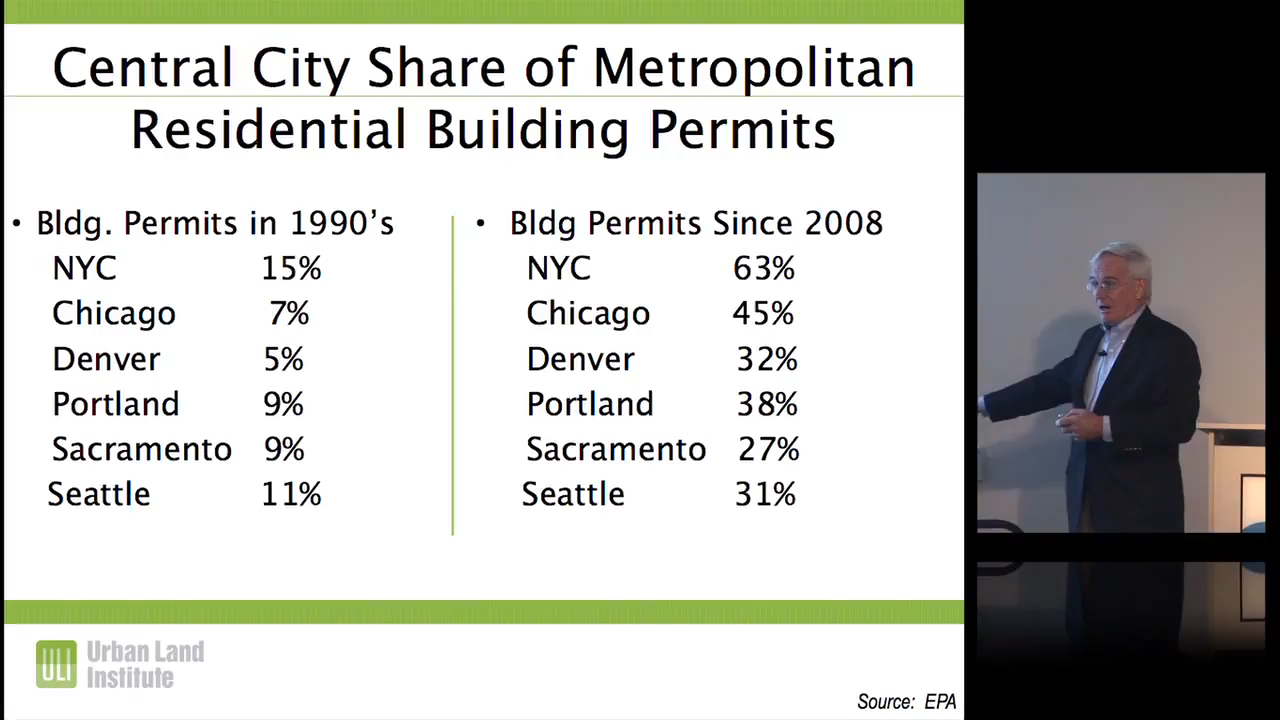 Central City Share of Metropolitan
Residential Building Permits
• Bldg. Permits in 1990's
NYC 15%
Chicago 7%
Denver 5%
Portland 9%
Sacramento 9%
Seattle 11%
• Bldg Permits Since 2008
NYC 63%
Chicago 45%
Denver 32%
Portland 38%
Sacramento 27%
Seattle 31%
ULI
Urban Land
Institute
Source: EPA